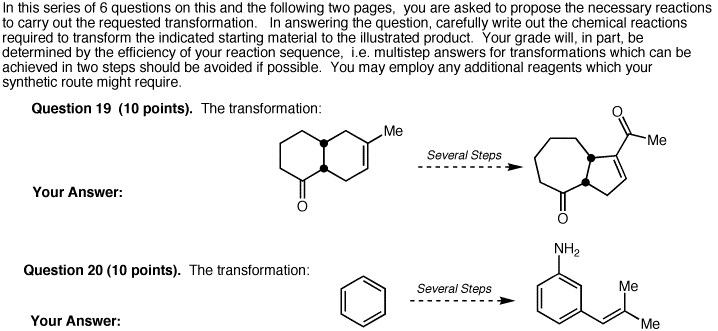 In this series of 6 questions on this and the following two pages,  you are asked to propose the necessary reactions
to carry out the requested transformation.   In answering the question, carefully write out the chemical reactions
required to transform the indicated starting material to the illustrated product.  Your grade will, in part, be
determined by the efficiency of your reaction sequence,  i.e. multistep answers for transformations which can be
achieved in two steps should be avoided if possible.  You may employ any additional reagents which your
synthetic route might require.
Question 19  (10 points).  The transformation:
Me
O
Several Steps
O
Me
O
Your Answer:
Question 20 (10 points).  The transformation:
Several Steps
NH2
Me
Me
Your Answer: